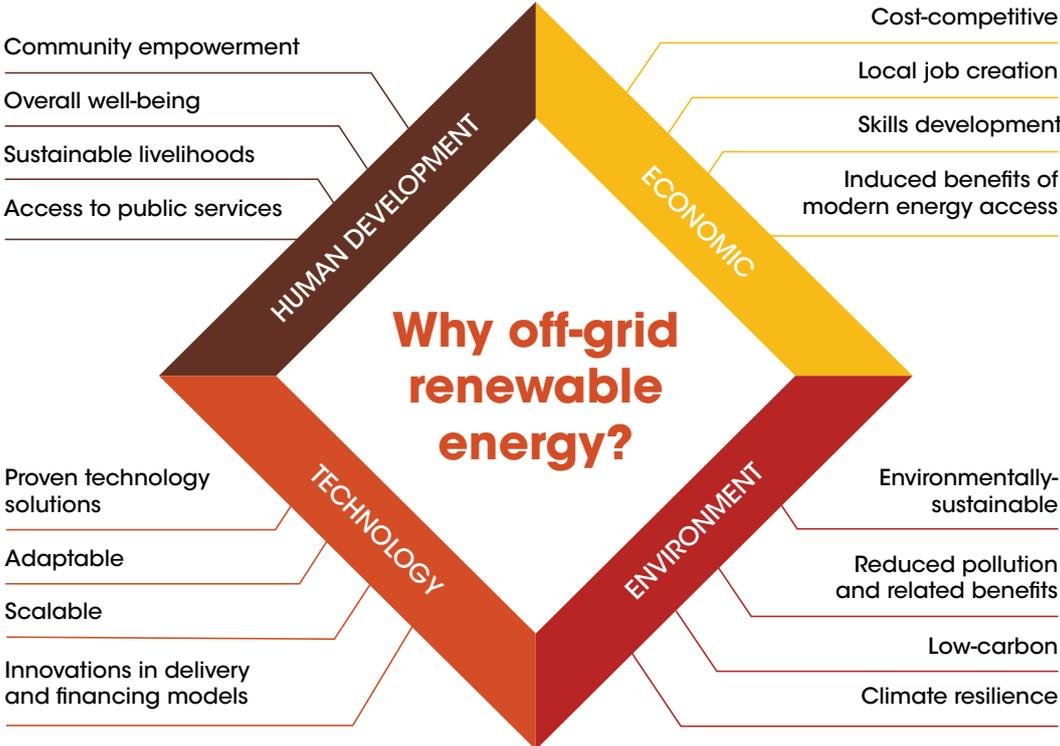 Community empowerment
Overall well-being
Sustainable livelihoods
Access to public services
HUMAN DEVELOPMENT
Cost-competitive
Local job creation
Skills development
Induced benefits of
modern energy access
ECONOMIC
Why off-grid
renewable
energy?
Proven technology
solutions
Adaptable
Scalable
Innovations in delivery
and financing models
TECHNOLOGY
Environmentally-
sustainable
Reduced pollution
and related benefits
Low-carbon
Climate resilience
ENVIRONMENT